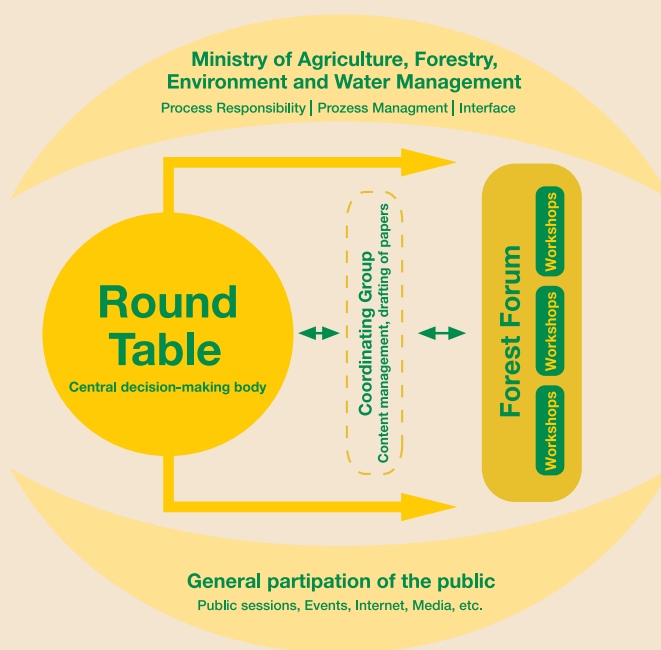 Ministry of Agriculture, Forestry,
Environment and Water Management
Process Responsibility | Prozess Managment | Interface
Round
Table
Central decision-making body
Coordinating Group
Content management, drafting of papers
Forest Forum
Workshops
Workshops
Workshops
General partipation of the public
Public sessions, Events, Internet, Media, etc.